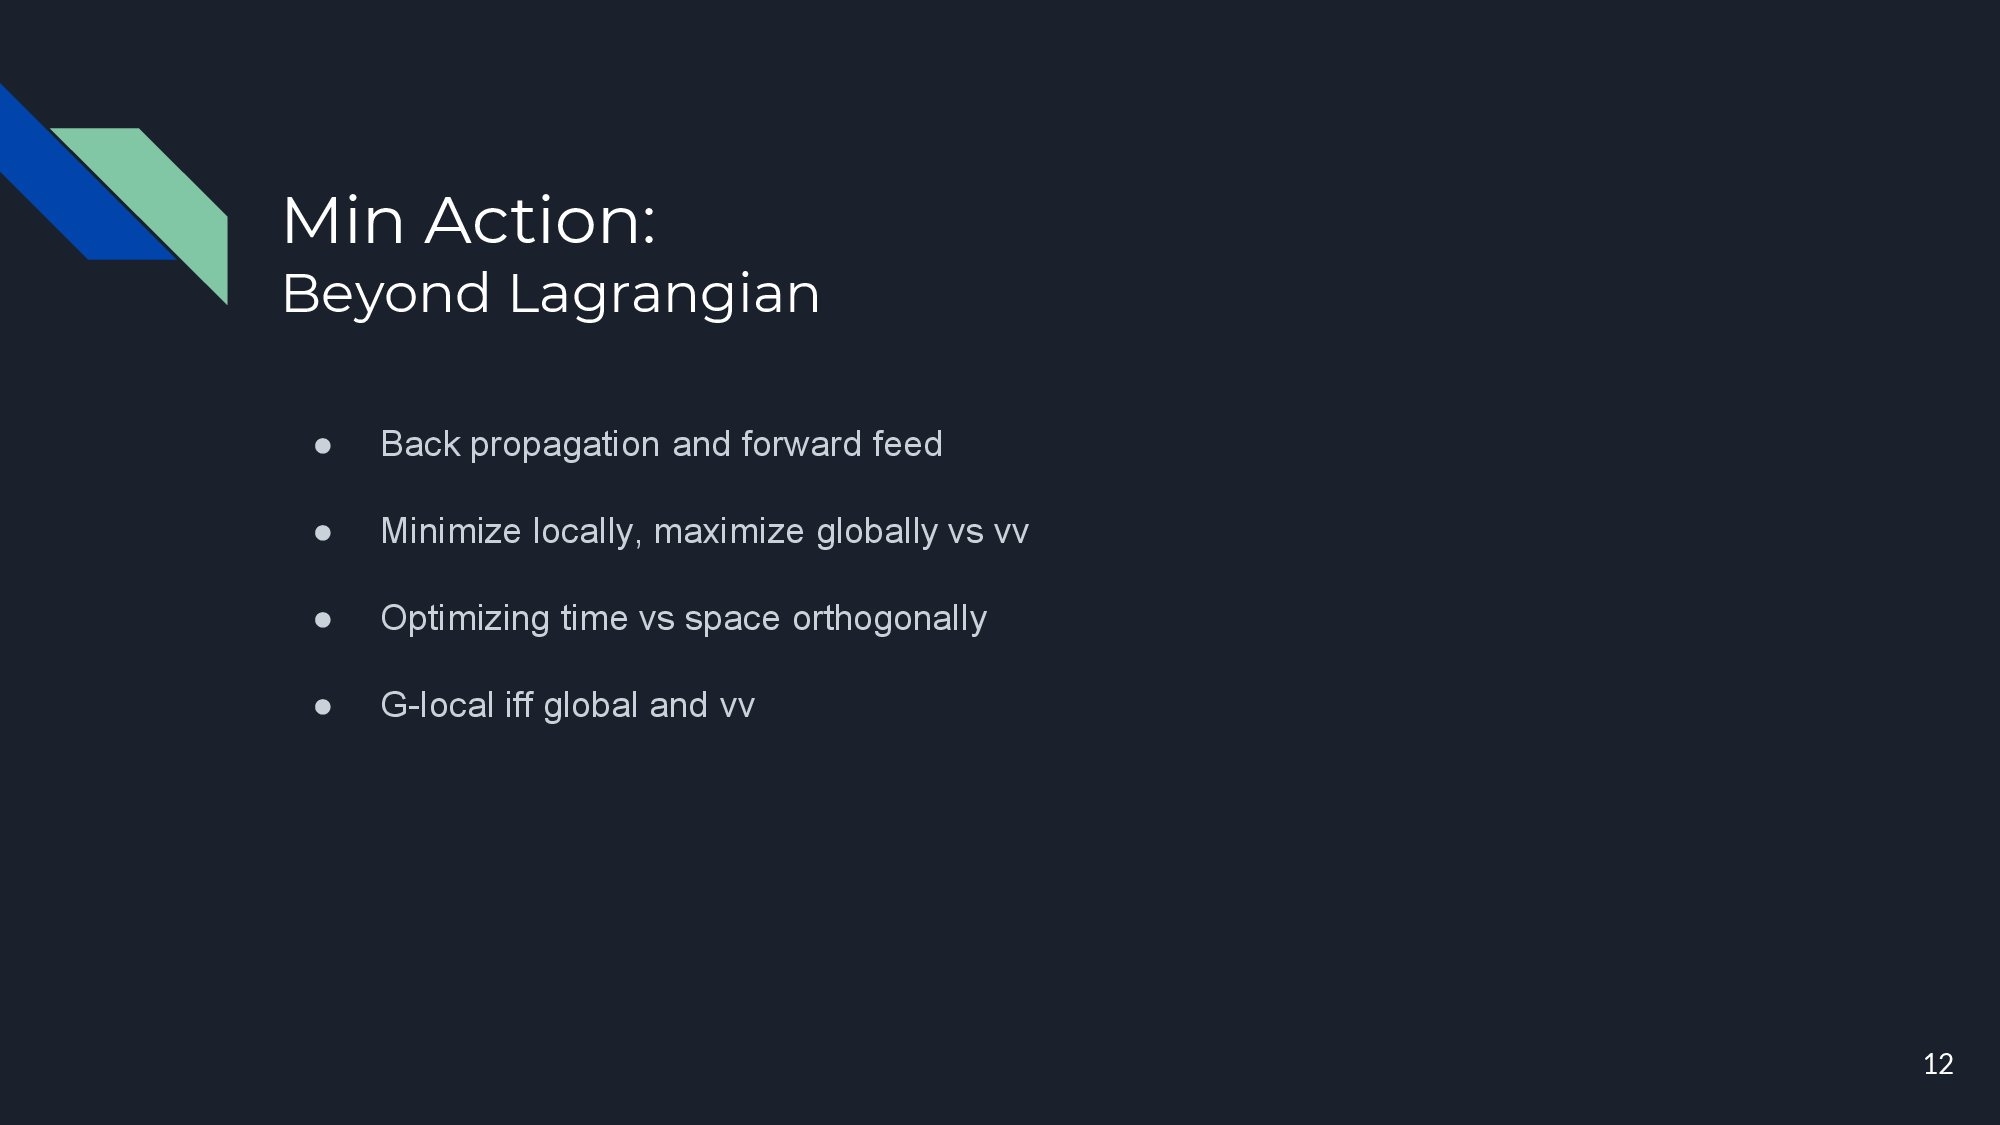 Min Action:
Beyond Lagrangian
● Back propagation and forward feed
● Minimize locally, maximize globally vs vv
● Optimizing time vs space orthogonally
● G-local iff global and vv
12